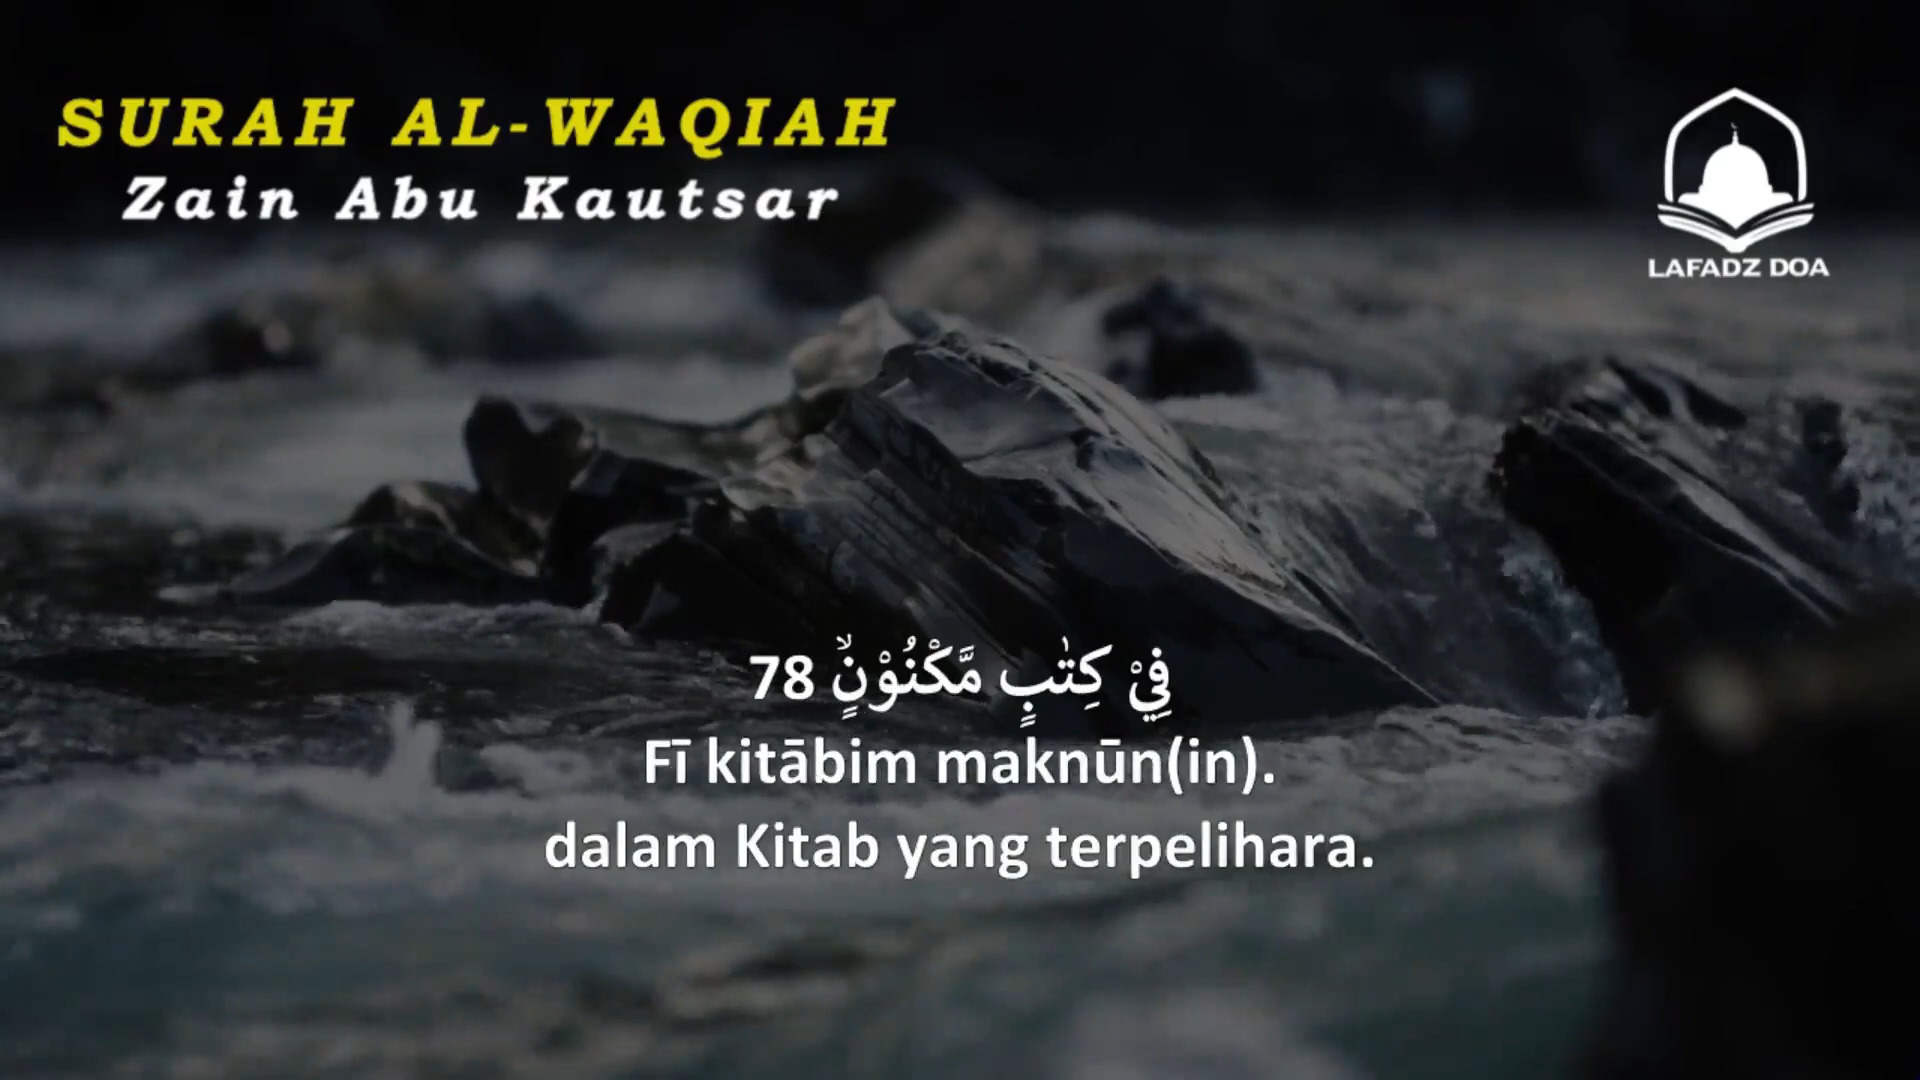 SURAH AL-WAQIAH
Zain Abu Kautsar
LAFADZ DOA
فِيْ كِتٰبٍ مَّكْنُوْنٍۙ 78
Fī kitābim maknūn(in).
dalam Kitab yang terpelihara.